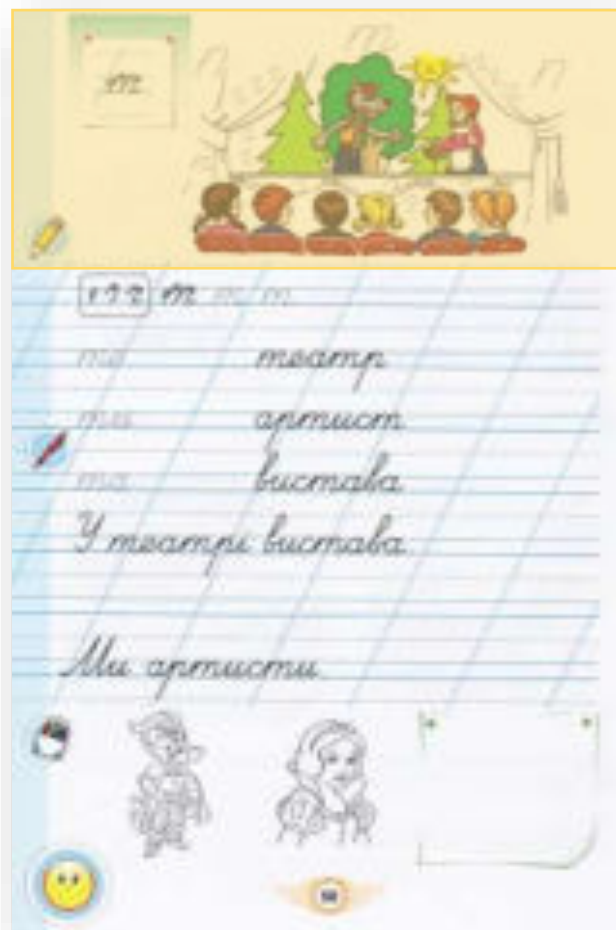 т
т т т
те театр
ти артист
та вистава
У театрі вистава.
Ми артисти.